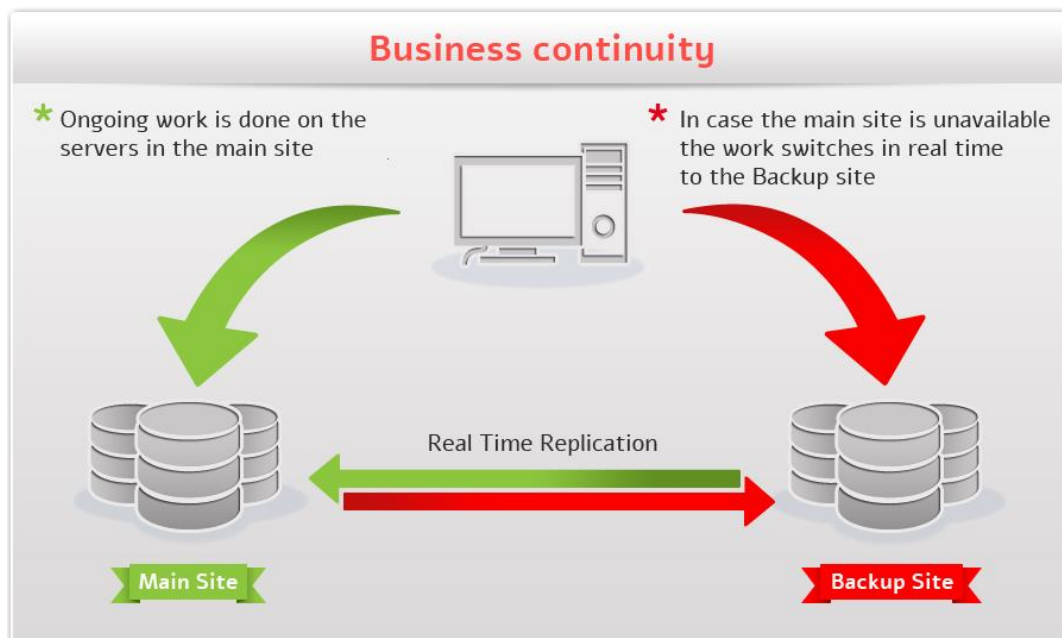 Business continuity
* Ongoing work is done on the
servers in the main site
* In case the main site is unavailable
the work switches in real time
to the Backup site
Real Time Replication
Main Site
Backup Site